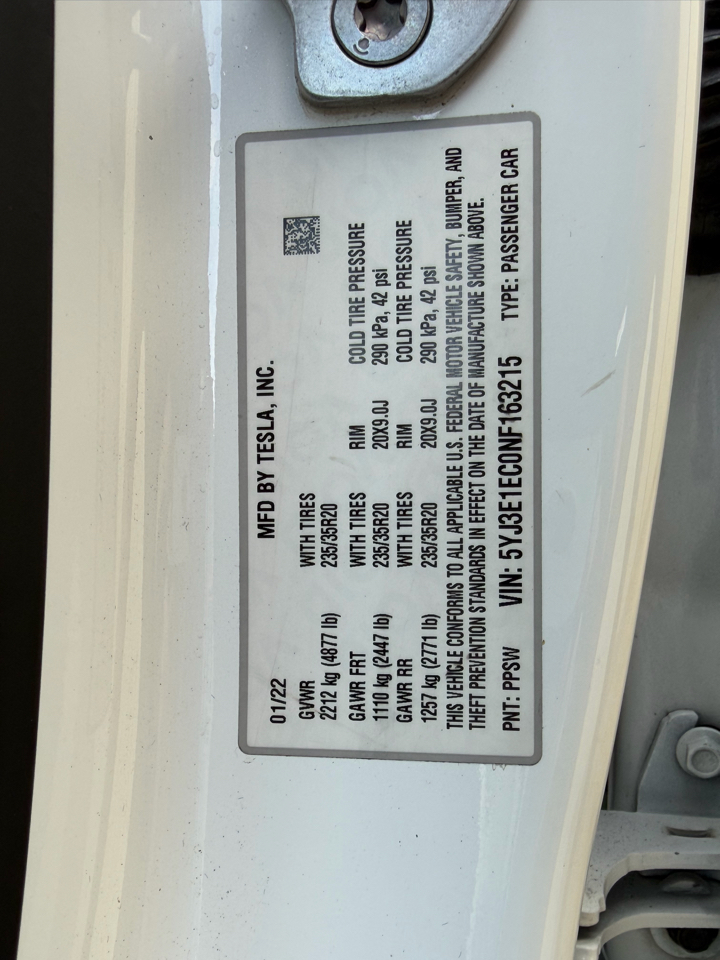 MFD BY TESLA, INC.
01/22
GVWR WITH TIRES
2212 kg (4877 lb) 235/35R20
GAWR FRT WITH TIRES RIM COLD TIRE PRESSURE
1110 kg (2447 lb) 235/35R20 20X9.0J 290 kPa, 42 psi
GAWR RR WITH TIRES RIM COLD TIRE PRESSURE
1257 kg (2771 lb) 235/35R20 20X9.0J 290 kPa, 42 psi
THIS VEHICLE CONFORMS TO ALL APPLICABLE U.S. FEDERAL MOTOR VEHICLE SAFETY, BUMPER, AND
THEFT PREVENTION STANDARDS IN EFFECT ON THE DATE OF MANUFACTURE SHOWN ABOVE.
PNT: PPSW VIN: 5YJ3E1EC0NF163215 TYPE: PASSENGER CAR